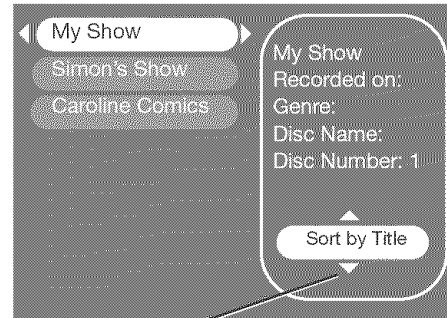 My Show
Simon's Show
Caroline Comics
My Show
Recorded on:
Genre:
Disc Name:
Disc Number: 1
Sort by Title